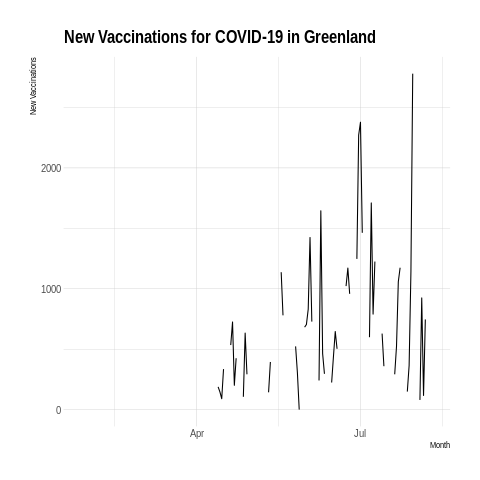 New Vaccinations for COVID-19 in Greenland
New Vaccinations
2000
1000
0
Apr
Jul
Month